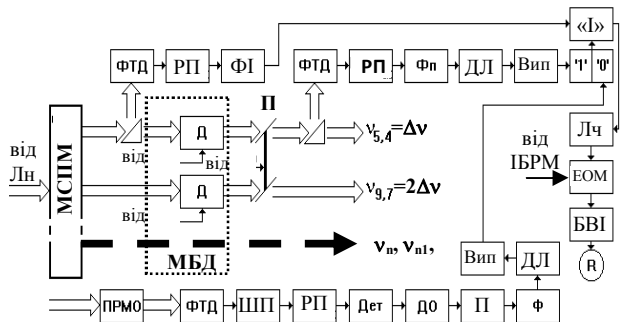 «І»
ФТД РП ФІ ФТД РП Фп ДЛ Вип '1' '0'
П
МСПМ
від Лн
Д
від
від
ν5,4=Δν
Д
від
ν9,7=2Δν
МБД
νn, νn1,
Лч
від ІБРМ
ЕОМ
БВІ
R
Вип ДЛ
ПРМО ФТД ШП РП Дет ДО П Ф